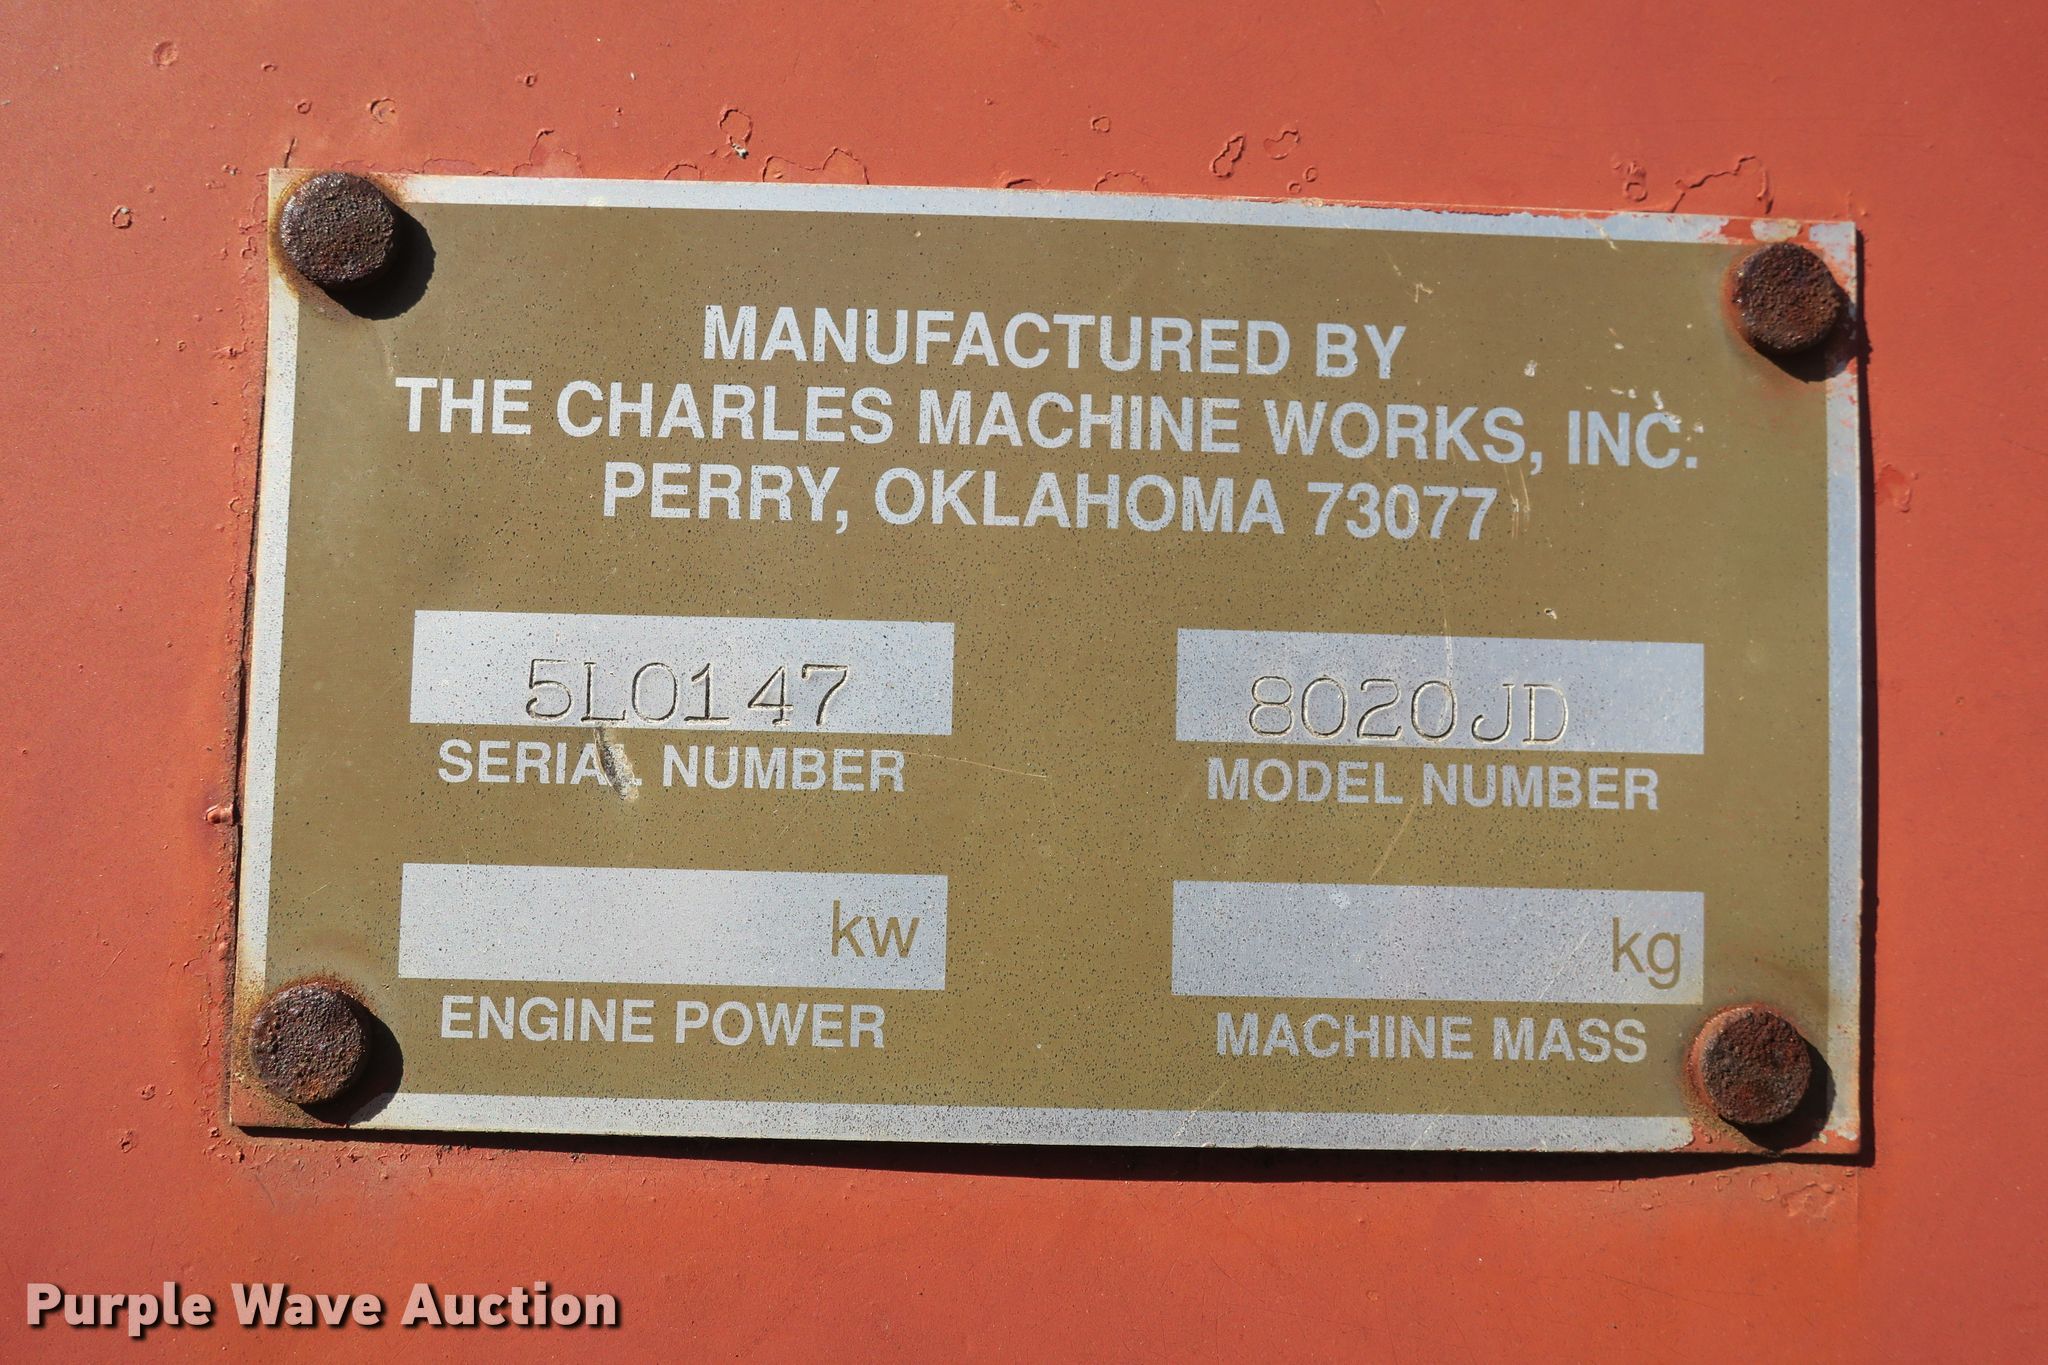 MANUFACTURED BY
THE CHARLES MACHINE WORKS, INC.
PERRY, OKLAHOMA 73077
5L0147
8020JD
SERIAL NUMBER
MODEL NUMBER
kw
kg
ENGINE POWER
MACHINE MASS
Purple Wave Auction